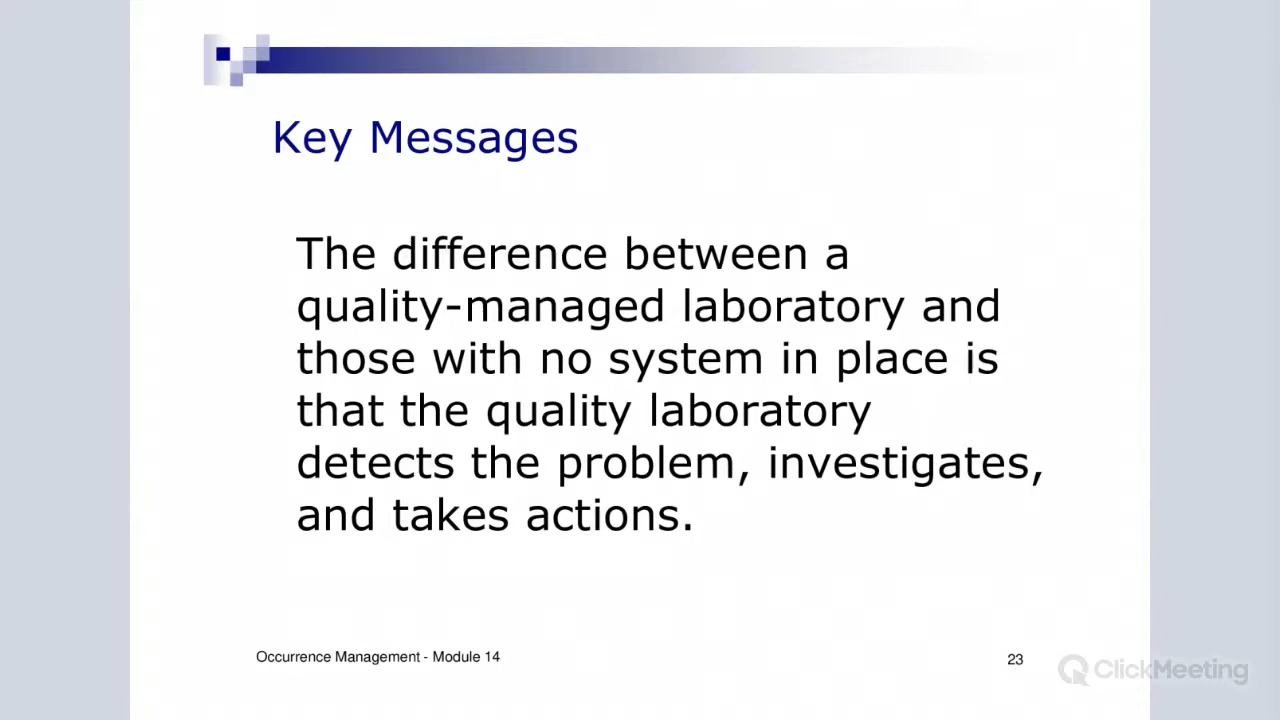 Key Messages
The difference between a
quality-managed laboratory and
those with no system in place is
that the quality laboratory
detects the problem, investigates,
and takes actions.
Occurrence Management - Module 14
23
ClickMeeting